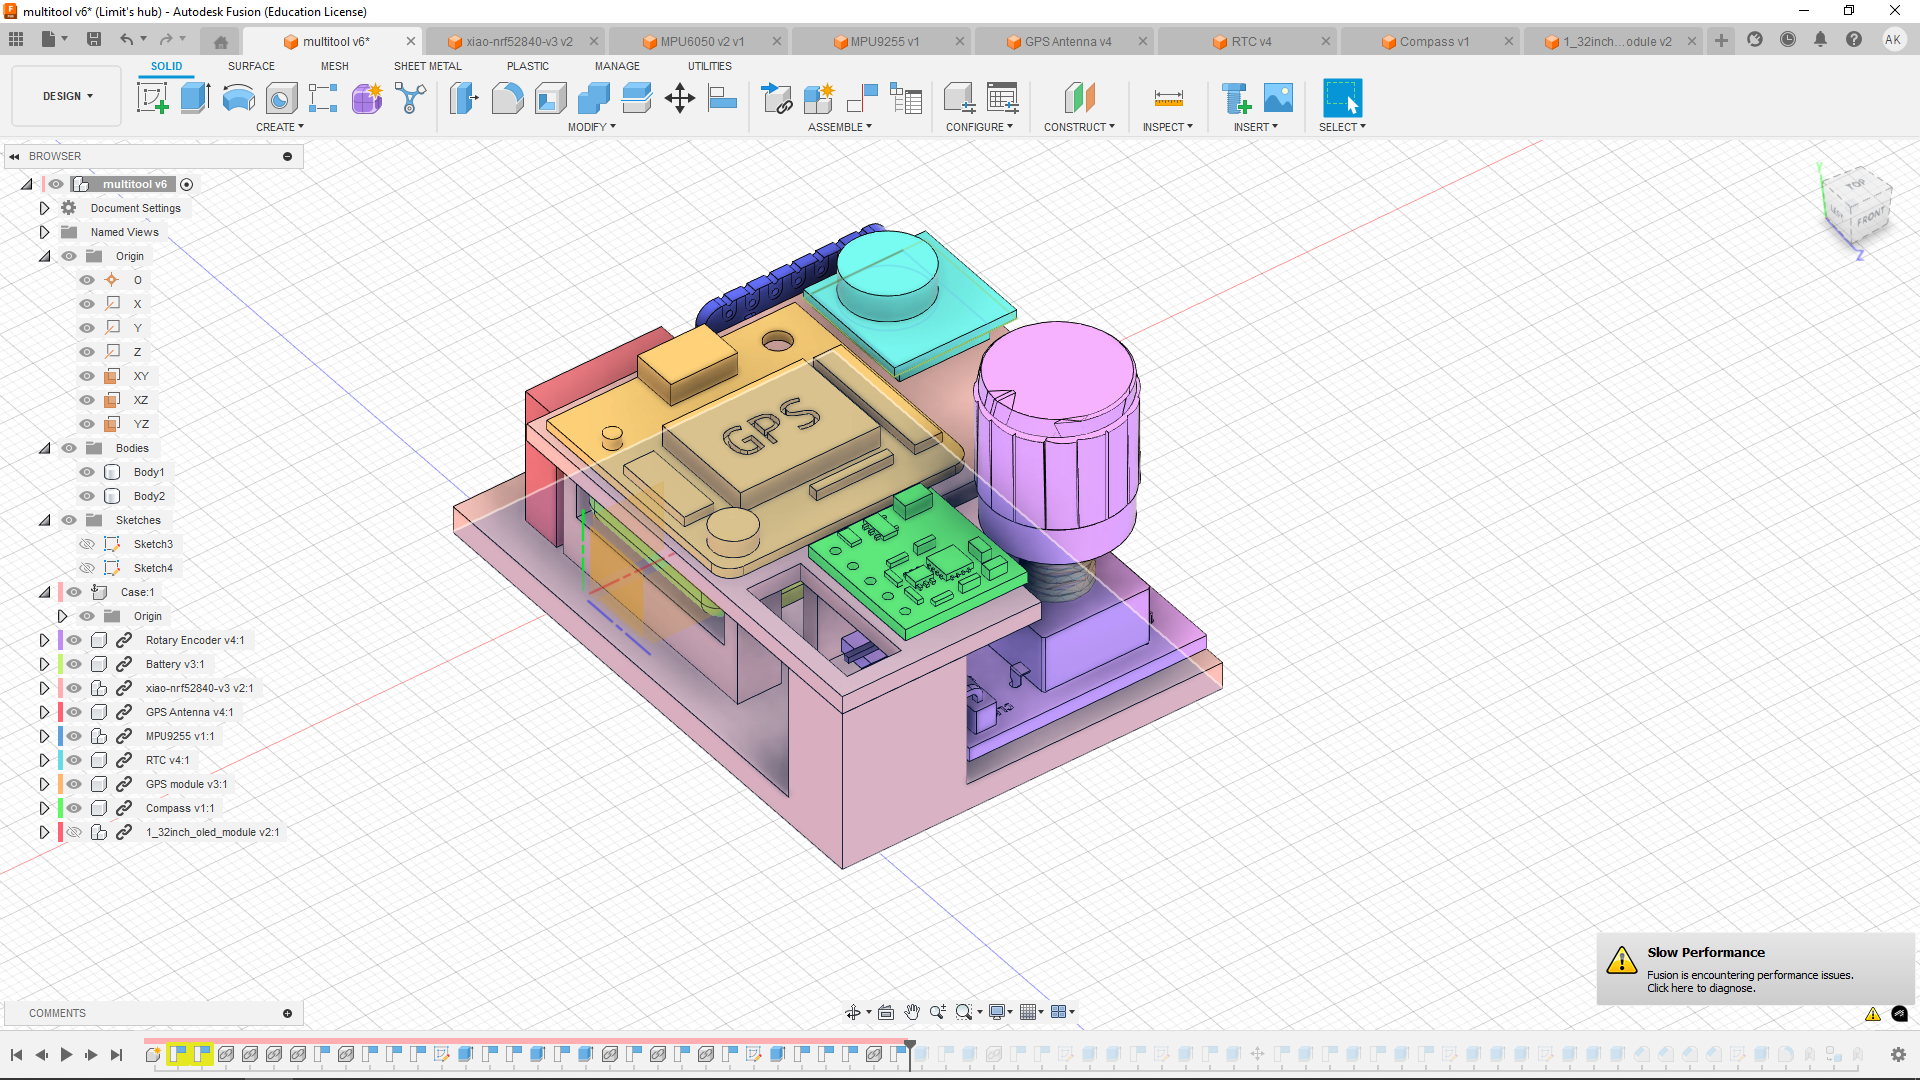 multitool v6* (Limit's hub) - Autodesk Fusion (Education License)
multitool v6*
xiao-nrf52840-v3 v2
MPU6050 v2 v1
MPU9255 v1
GPS Antenna v4
RTC v4
Compass v1
1_32inch...odule v2
AK
DESIGN
SOLID
SURFACE
MESH
SHEET METAL
PLASTIC
MANAGE
UTILITIES
CREATE
MODIFY
ASSEMBLE
CONFIGURE
CONSTRUCT
INSPECT
INSERT
SELECT
BROWSER
multitool v6
Document Settings
Named Views
Origin
O
X
Y
Z
XY
XZ
YZ
Bodies
Body1
Body2
Sketches
Sketch3
Sketch4
Case:1
Origin
Rotary Encoder v4:1
Battery v3:1
xiao-nrf52840-v3 v2:1
GPS Antenna v4:1
MPU9255 v1:1
RTC v4:1
GPS module v3:1
Compass v1:1
1_32inch_oled_module v2:1
GPS
Y
TOP
LEFT
FRONT
Z
Slow Performance
Fusion is encountering performance issues.
Click here to diagnose.
COMMENTS